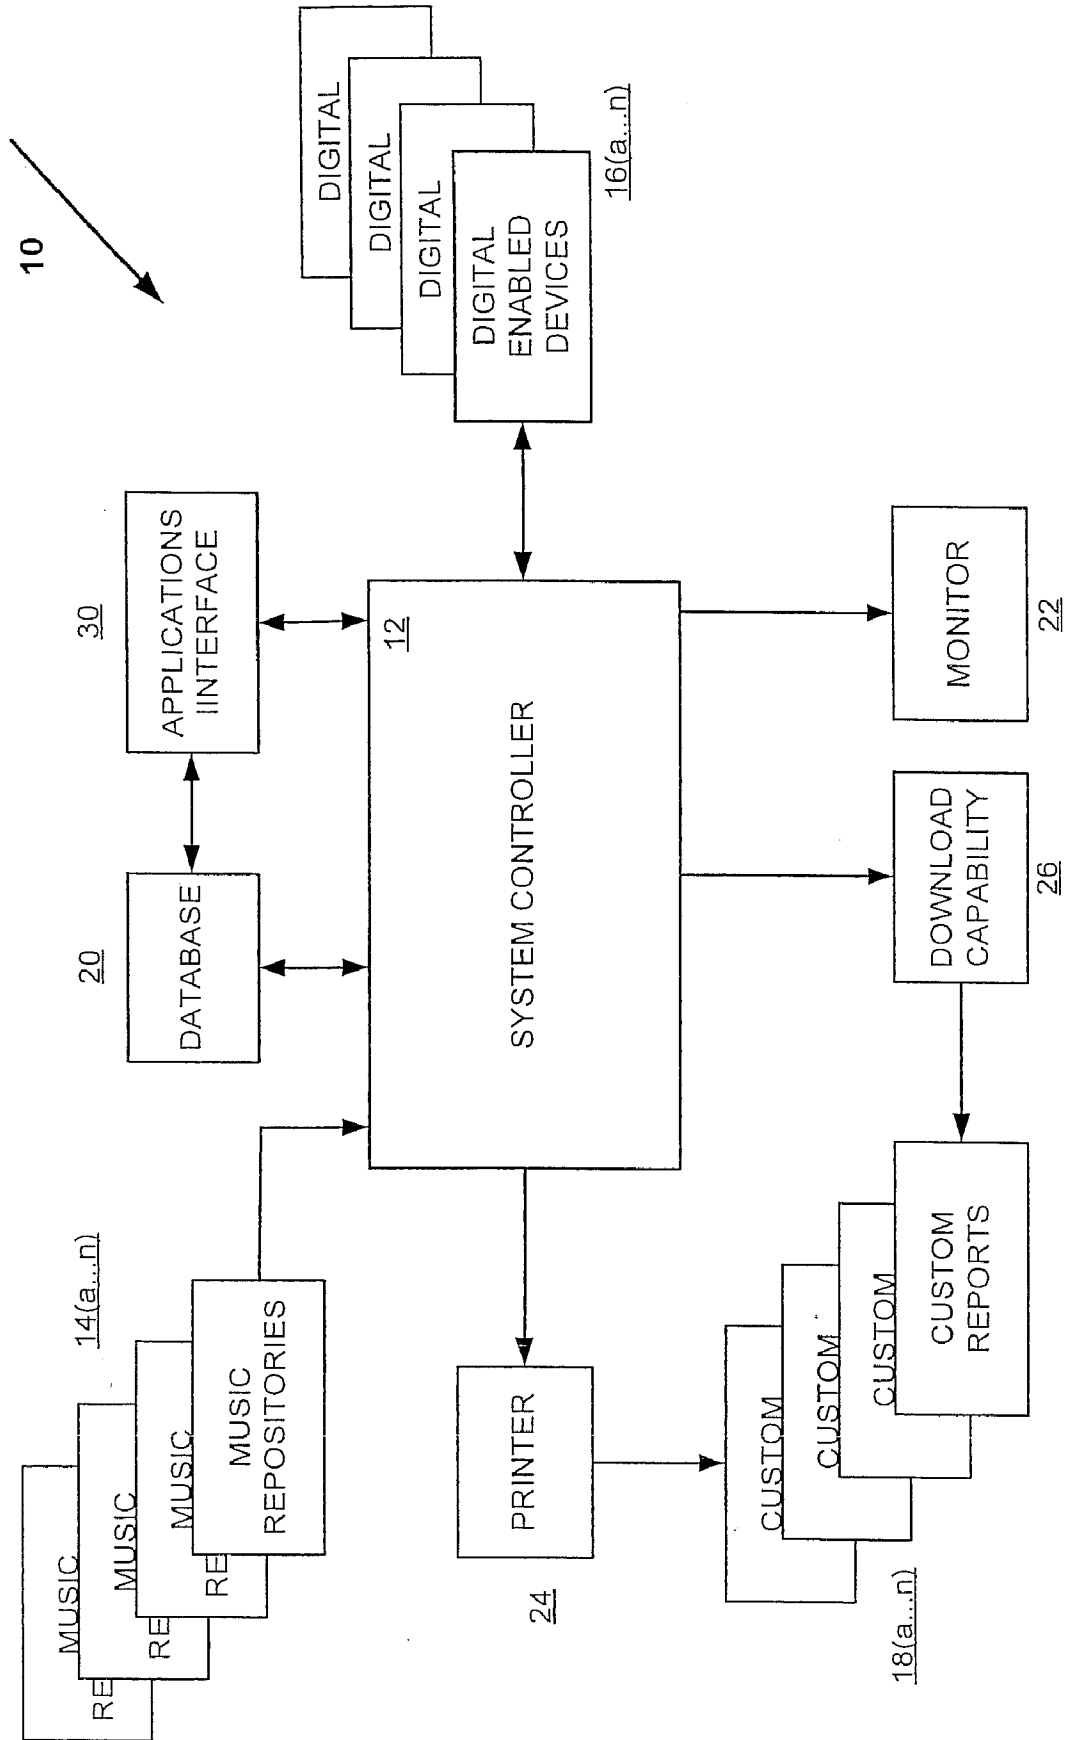 10
14(a...n)
MUSIC
RE
MUSIC
RE
MUSIC
RE
MUSIC
REPOSITORIES
20
DATABASE
30
APPLICATIONS
IINTERFACE
12
SYSTEM CONTROLLER
DIGITAL
DIGITAL
DIGITAL
DIGITAL
ENABLED
DEVICES
16(a...n)
24
PRINTER
CUSTOM
CUSTOM
CUSTOM
CUSTOM
REPORTS
18(a...n)
DOWNLOAD
CAPABILITY
26
MONITOR
22